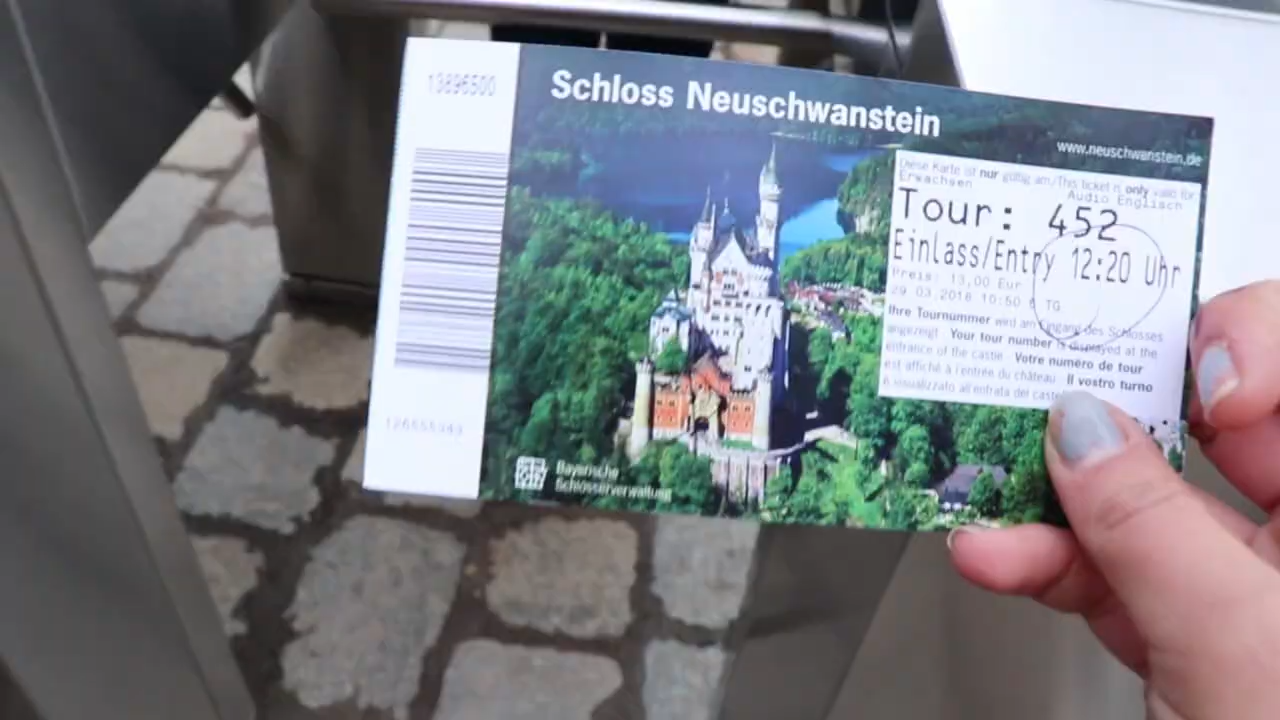 13896500
Schloss Neuschwanstein
www.neuschwanstein.de
Diese Karte ist nur gültig am/This ticket is only valid for
Erwachsen
Audio Englisch
Tour: 452
Einlass/Entry 12:20 Uhr
Preis: 13,00 Eur
29.03.2018 10:50 TG
Ihre Tournummer wird am Eingang des Schlosses
angezeigt. Your tour number is displayed at the
entrance of the castle. Votre numéro de tour
est affiché à l'entrée du château. Il vostro turno
è visualizzato all'entrata del
Bayerische
Schlösserverwaltung